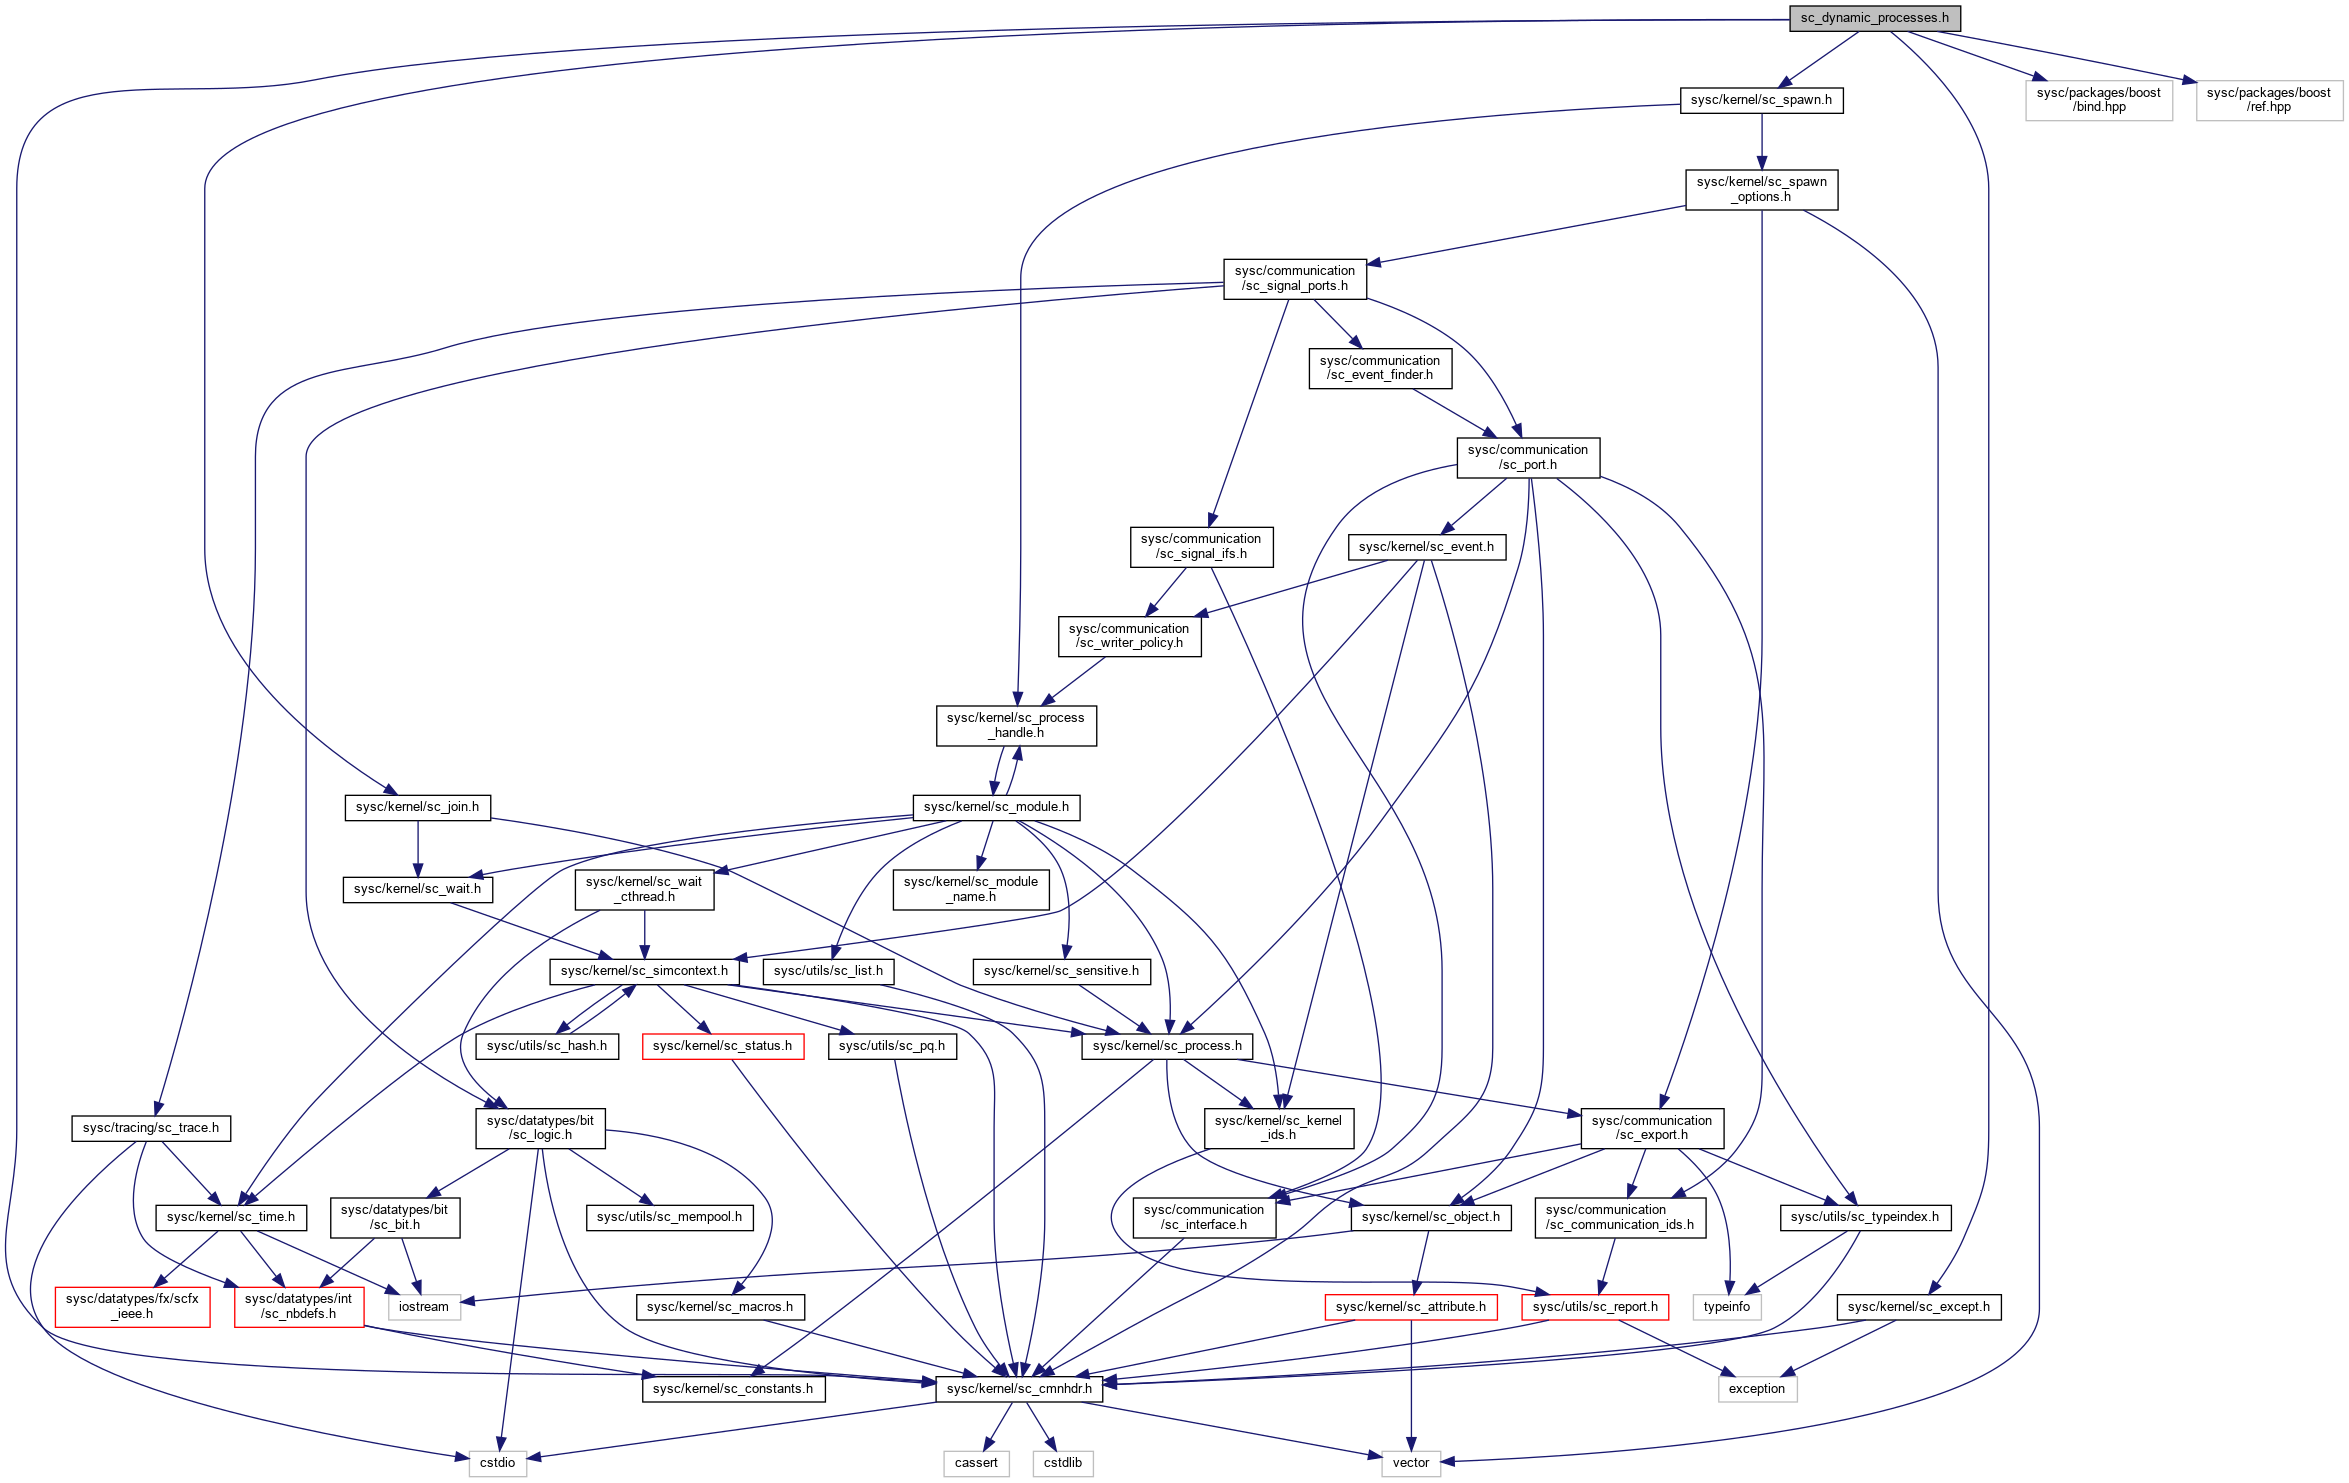 sc_dynamic_processes.h
sysc/kernel/sc_spawn.h
sysc/packages/boost
/bind.hpp
sysc/packages/boost
/ref.hpp
sysc/kernel/sc_spawn
_options.h
sysc/communication
/sc_signal_ports.h
sysc/communication
/sc_event_finder.h
sysc/communication
/sc_port.h
sysc/communication
/sc_signal_ifs.h
sysc/kernel/sc_event.h
sysc/communication
/sc_writer_policy.h
sysc/kernel/sc_process
_handle.h
sysc/kernel/sc_join.h
sysc/kernel/sc_module.h
sysc/kernel/sc_wait.h
sysc/kernel/sc_wait
_cthread.h
sysc/kernel/sc_module
_name.h
sysc/kernel/sc_simcontext.h
sysc/utils/sc_list.h
sysc/kernel/sc_sensitive.h
sysc/utils/sc_hash.h
sysc/kernel/sc_status.h
sysc/utils/sc_pq.h
sysc/kernel/sc_process.h
sysc/tracing/sc_trace.h
sysc/datatypes/bit
/sc_logic.h
sysc/kernel/sc_kernel
_ids.h
sysc/communication
/sc_export.h
sysc/kernel/sc_time.h
sysc/datatypes/bit
/sc_bit.h
sysc/utils/sc_mempool.h
sysc/communication
/sc_interface.h
sysc/kernel/sc_object.h
sysc/communication
/sc_communication_ids.h
sysc/utils/sc_typeindex.h
sysc/datatypes/fx/scfx
_ieee.h
sysc/datatypes/int
/sc_nbdefs.h
iostream
sysc/kernel/sc_macros.h
sysc/kernel/sc_attribute.h
sysc/utils/sc_report.h
typeinfo
sysc/kernel/sc_except.h
sysc/kernel/sc_constants.h
sysc/kernel/sc_cmnhdr.h
exception
cstdio
cassert
cstdlib
vector